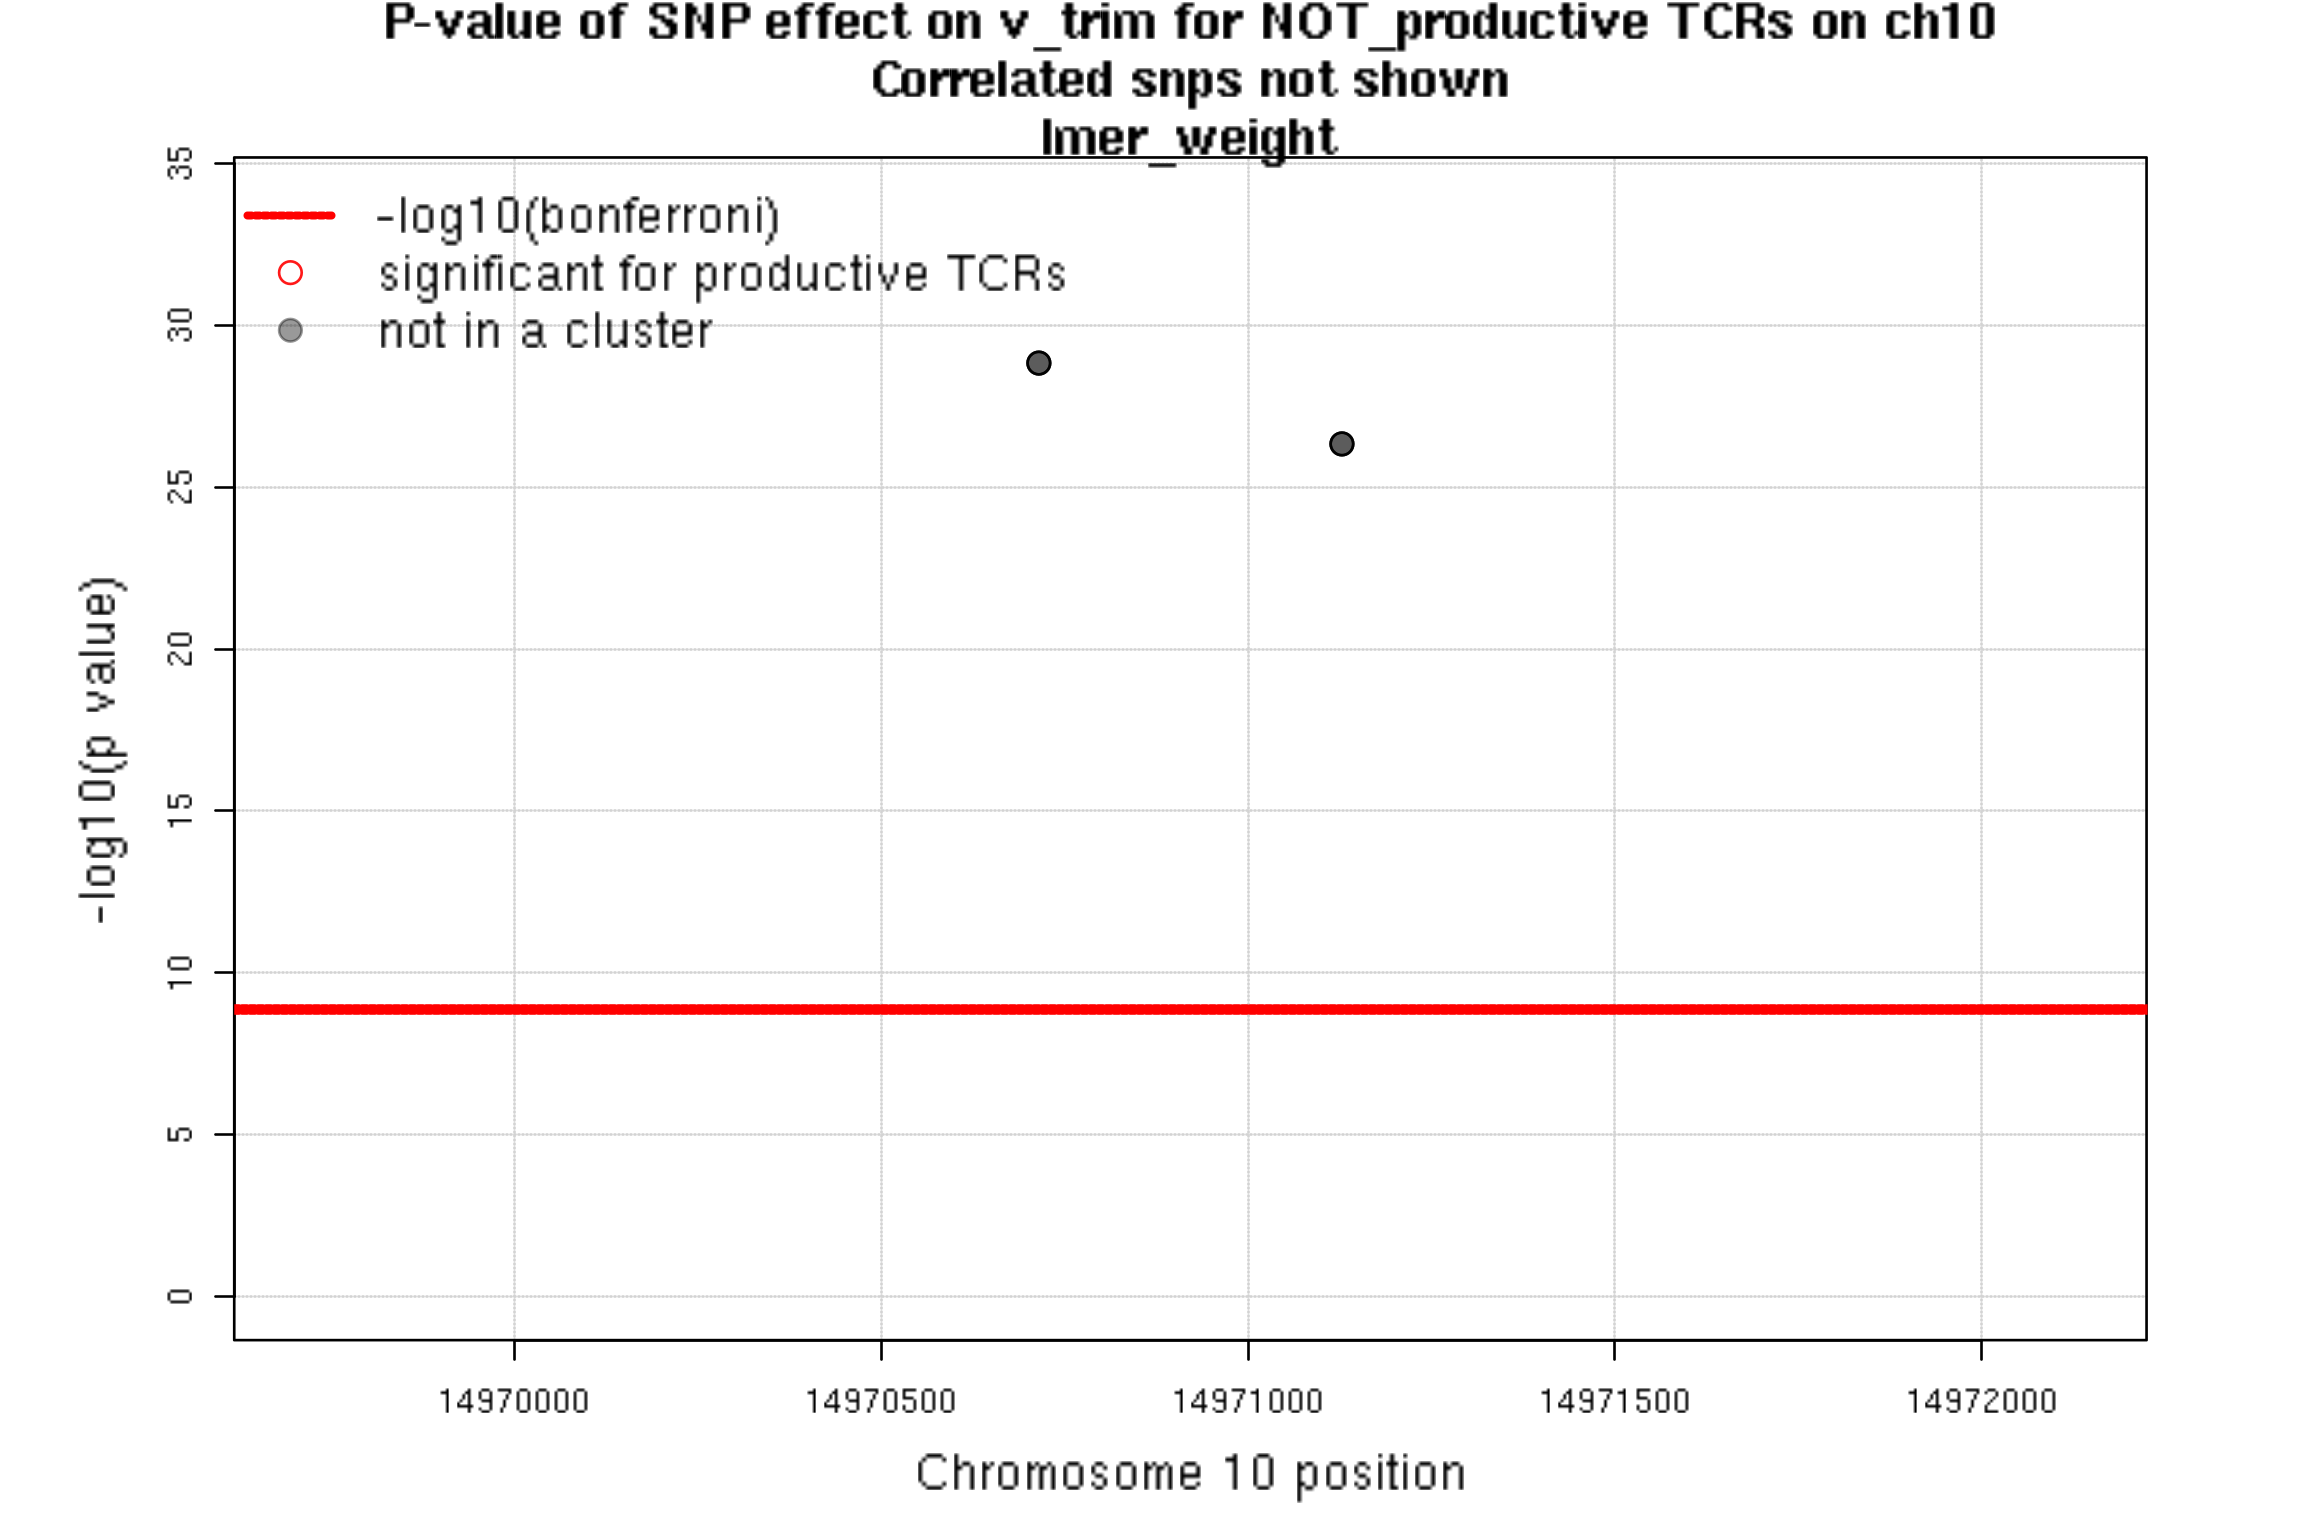 P-value of SNP effect on v_trim for NOT_productive TCRs on ch10
Correlated snps not shown
lmer_weight
-log10(bonferroni)
significant for productive TCRs
not in a cluster
35
30
25
20
15
10
5
0
-log10(p value)
14970000 14970500 14971000 14971500 14972000
Chromosome 10 position